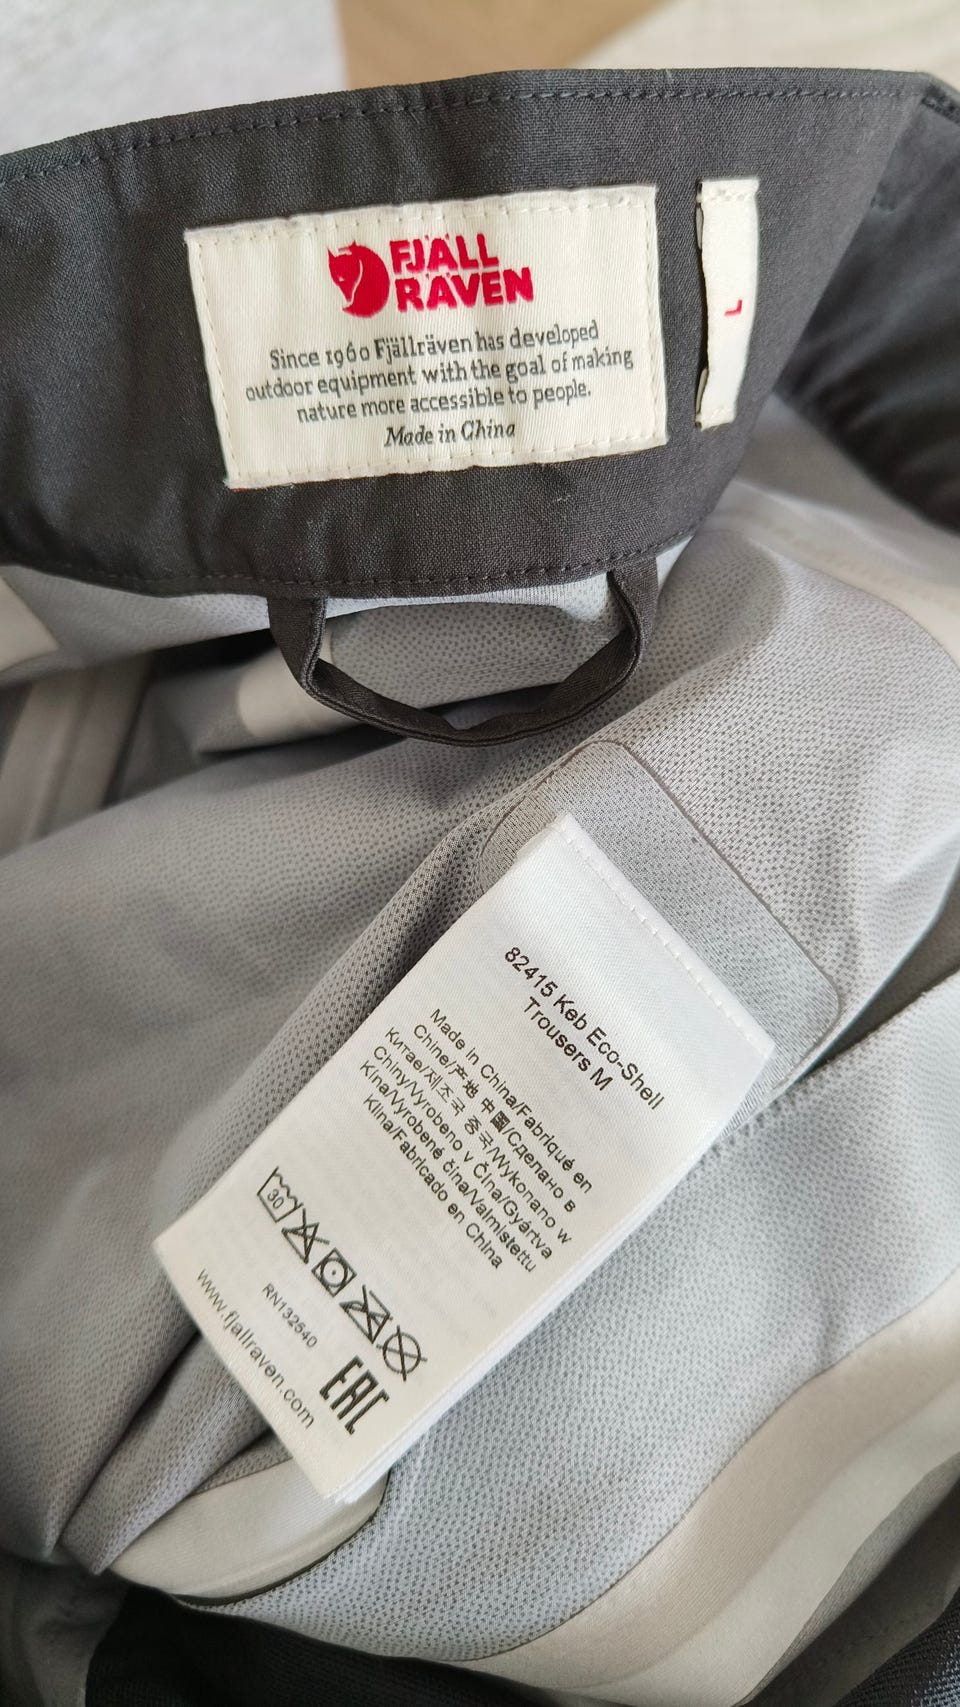 FJÄLL
RÄVEN
Since 1960 Fjällräven has developed
outdoor equipment with the goal of making
nature more accessible to people.
Made in China
L
82415 Keb Eco-Shell
Trousers M
Made in China/Fabriqué en
Chine/产地 中国/Сделано в
Китае/제조국 중국/Wykonano w
Chiny/Vyrobeno v Čína/Gyártva
Kína/Vyrobené čína/Valmistettu
Kiina/Fabricado en China
30
RN132540
www.fjallraven.com
EAC